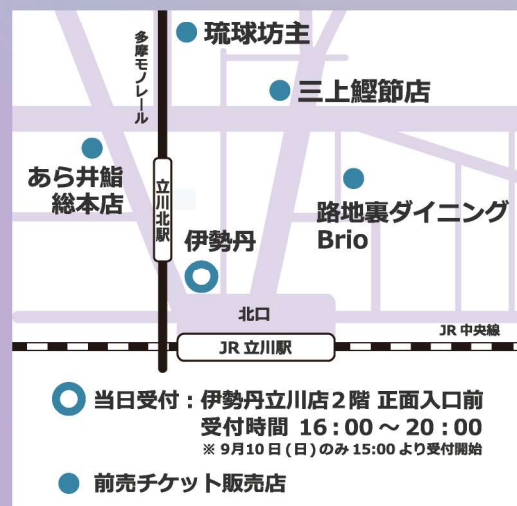 琉球坊主
多摩モノレール
三上鰹節店
あら井鮨
総本店
立川北駅
路地裏ダイニング
Brio
伊勢丹
北口
JR 中央線
JR 立川駅
当日受付:伊勢丹立川店2階 正面入口前
受付時間 16:00 ~ 20:00
※ 9月10日(日)のみ 15:00 より受付開始
前売チケット販売店